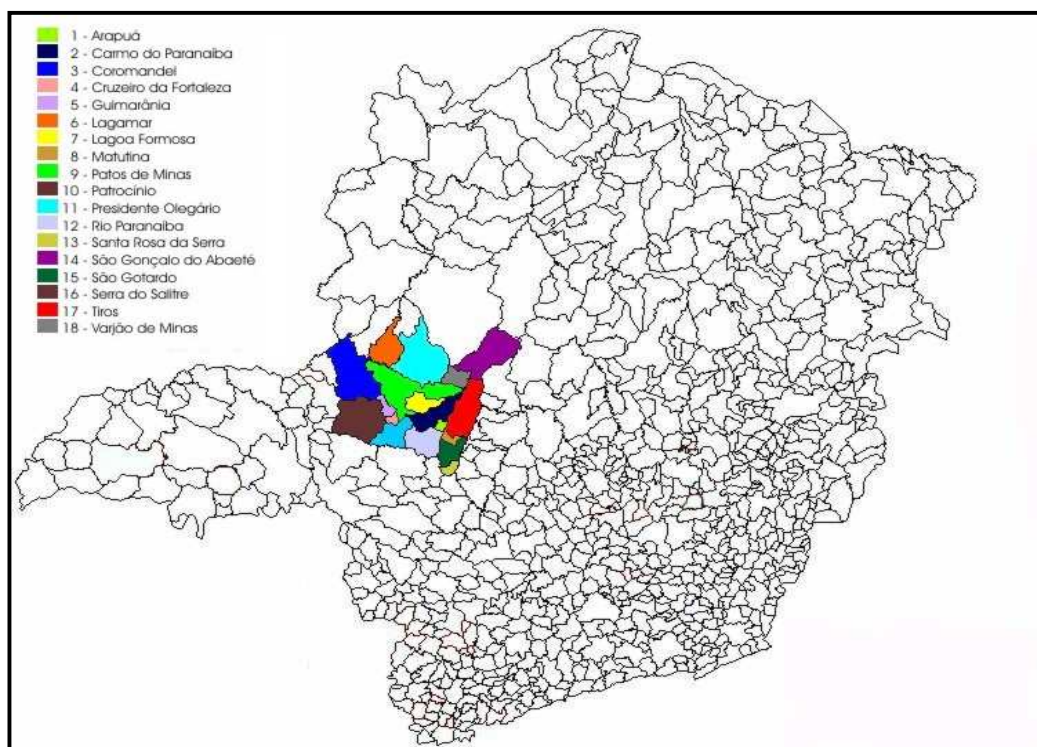 1 - Arapuá
2 - Carmo do Paranaíba
3 - Coromandel
4 - Cruzeiro da Fortaleza
5 - Guimarânia
6 - Lagamar
7 - Lagoa Formosa
8 - Matutina
9 - Patos de Minas
10 - Patrocínio
11 - Presidente Olegário
12 - Rio Paranaíba
13 - Santa Rosa da Serra
14 - São Gonçalo do Abaeté
15 - São Gotardo
16 - Serra do Salitre
17 - Tiros
18 - Varjão de Minas